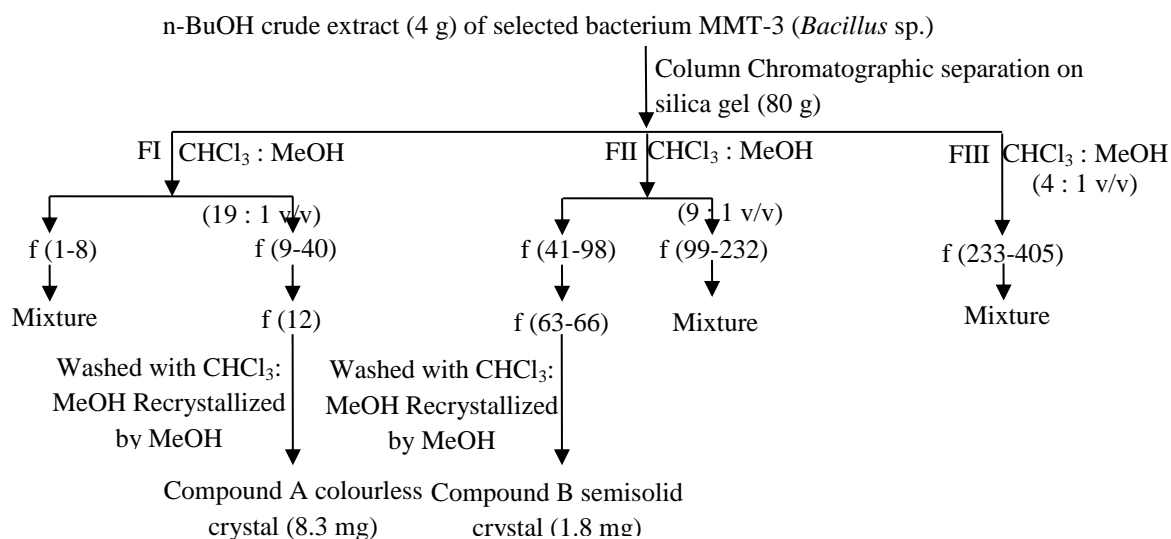 n-BuOH crude extract (4 g) of selected bacterium MMT-3 (Bacillus sp.)
Column Chromatographic separation on
silica gel (80 g)
FI
CHCl₃ : MeOH
(19 : 1 v/v)
FII
CHCl₃ : MeOH
(9 : 1 v/v)
FIII
CHCl₃ : MeOH
(4 : 1 v/v)
f (1-8)
f (9-40)
f (41-98)
f (99-232)
f (233-405)
Mixture
f (12)
f (63-66)
Mixture
Mixture
Washed with CHCl₃:
MeOH Recrystallized
by MeOH
Washed with CHCl₃:
MeOH Recrystallized
by MeOH
Compound A colourless
crystal (8.3 mg)
Compound B semisolid
crystal (1.8 mg)